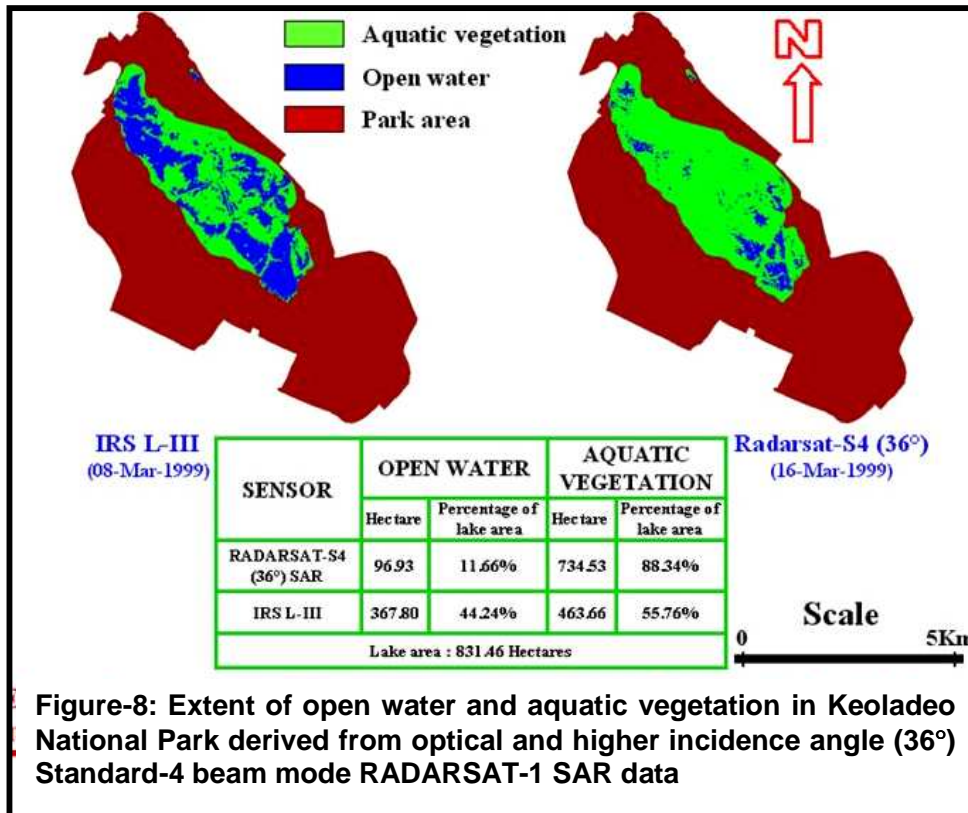 Aquatic vegetation
Open water
Park area
N
IRS L-III
(08-Mar-1999)
Radarsat-S4 (36°)
(16-Mar-1999)
SENSOR
OPEN WATER
AQUATIC
VEGETATION
Hectare
Percentage of
lake area
Hectare
Percentage of
lake area
RADARSAT-S4
(36°) SAR
96.93
11.66%
734.53
88.34%
IRS L-III
367.80
44.24%
463.66
55.76%
Lake area : 831.46 Hectares
Scale
0 5Km
Figure-8: Extent of open water and aquatic vegetation in Keoladeo
National Park derived from optical and higher incidence angle (36°)
Standard-4 beam mode RADARSAT-1 SAR data